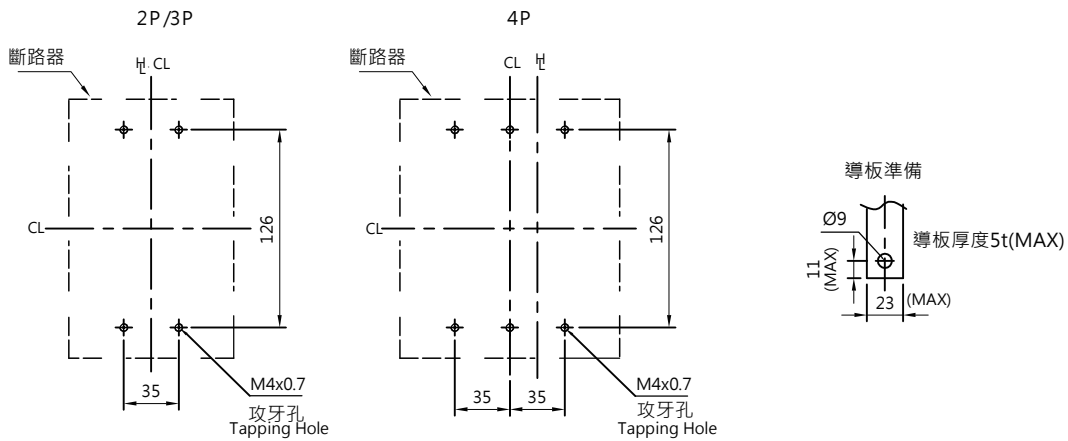 2P/3P
斷路器
HL CL
CL
126
35
M4x0.7
攻牙孔
Tapping Hole
4P
斷路器
CL HL
CL
126
35
35
M4x0.7
攻牙孔
Tapping Hole
導板準備
Ø9
導板厚度5t(MAX)
11
(MAX)
23 (MAX)